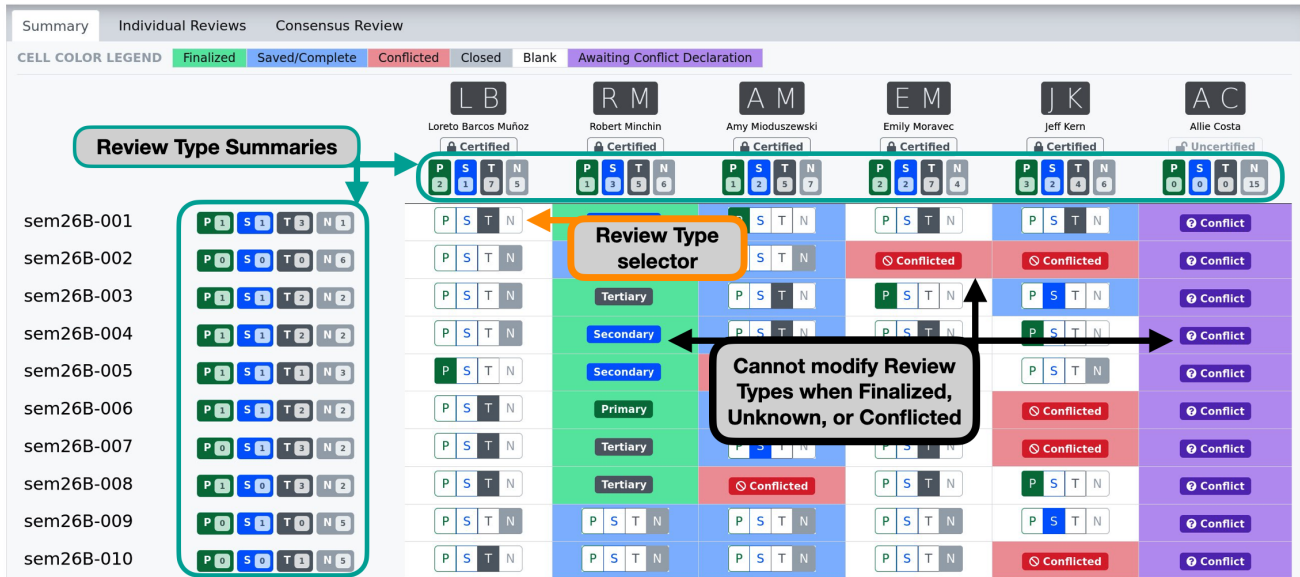 Summary Individual Reviews Consensus Review
CELL COLOR LEGEND Finalized Saved/Complete Conflicted Closed Blank Awaiting Conflict Declaration
L B R M A M E M J K A C
Loreto Barcos Muñoz Robert Minchin Amy Mioduszewski Emily Moravec Jeff Kern Allie Costa
Review Type Summaries
Certified Certified Certified Certified Certified Uncertified
P S T N P S T N P S T N P S T N P S T N P S T N
2 1 7 5 1 3 5 6 1 2 5 7 2 2 7 4 3 2 4 6 0 0 0 15
sem26B-001 P 1 S 1 T 3 N 1 P S T N P S T N P S T N P S T N ? Conflict
Review Type
selector
sem26B-002 P 0 S 0 T 0 N 6 P S T N S T N Conflicted Conflicted ? Conflict
sem26B-003 P 1 S 1 T 2 N 2 P S T N Tertiary P S T N P S T N P S T N ? Conflict
sem26B-004 P 1 S 1 T 2 N 2 P S T N Secondary P S T N P S T N P S T N ? Conflict
Cannot modify Review
Types when Finalized,
Unknown, or Conflicted
sem26B-005 P 1 S 1 T 1 N 3 P S T N Secondary P S T N ? Conflict
sem26B-006 P 1 S 1 T 2 N 2 P S T N Primary Conflicted ? Conflict
sem26B-007 P 1 S 1 T 3 N 2 P S T N Tertiary P S T N P S T N Conflicted ? Conflict
sem26B-008 P 1 S 0 T 3 N 2 P S T N Tertiary Conflicted P S T N P S T N ? Conflict
sem26B-009 P 0 S 1 T 0 N 5 P S T N P S T N P S T N P S T N P S T N ? Conflict
sem26B-010 P 0 S 0 T 1 N 5 P S T N P S T N P S T N P S T N Conflicted ? Conflict